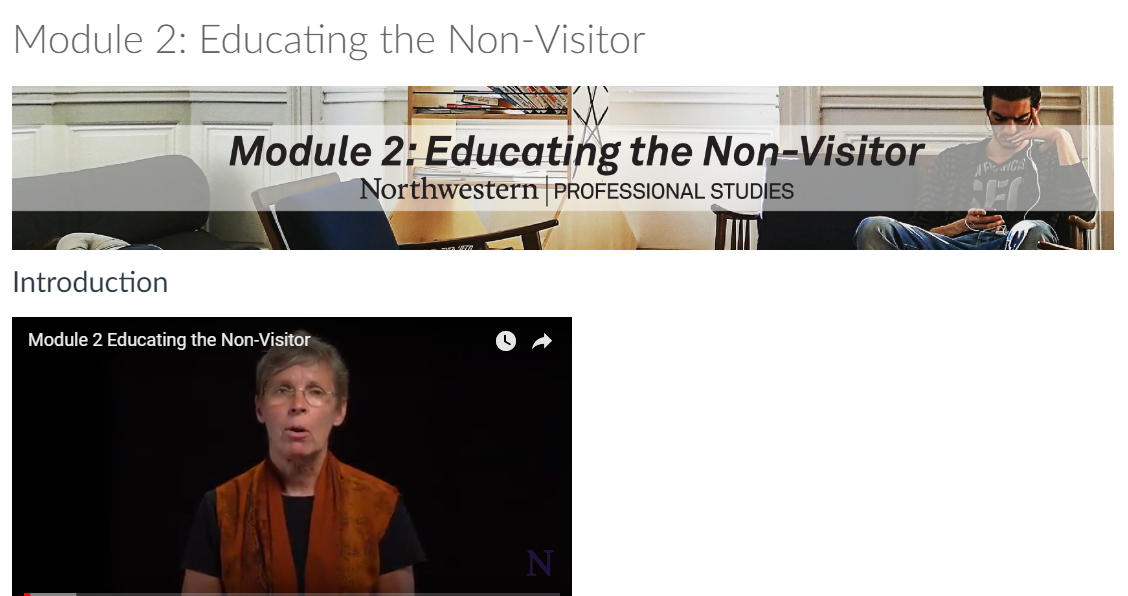 Module 2: Educating the Non-Visitor
Module 2: Educating the Non-Visitor
Northwestern | PROFESSIONAL STUDIES
Introduction
Module 2 Educating the Non-Visitor
N